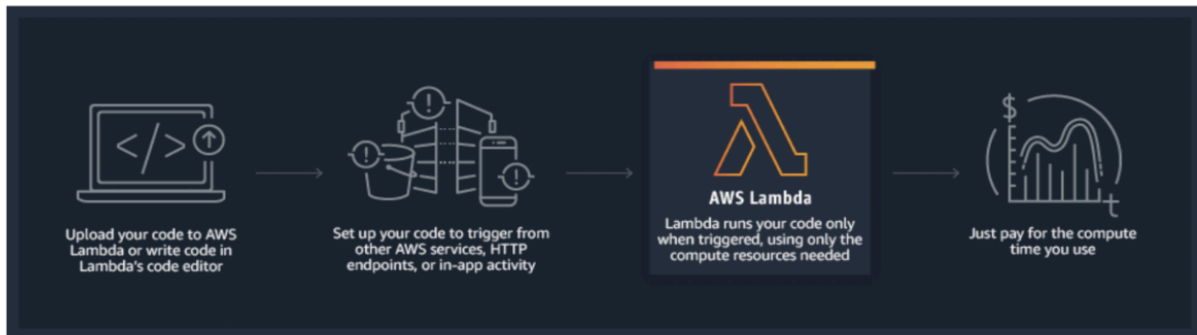 </>
Upload your code to AWS
Lambda or write code in
Lambda's code editor
Set up your code to trigger from
other AWS services, HTTP
endpoints, or in-app activity
AWS Lambda
Lambda runs your code only
when triggered, using only the
compute resources needed
$
t
Just pay for the compute
time you use